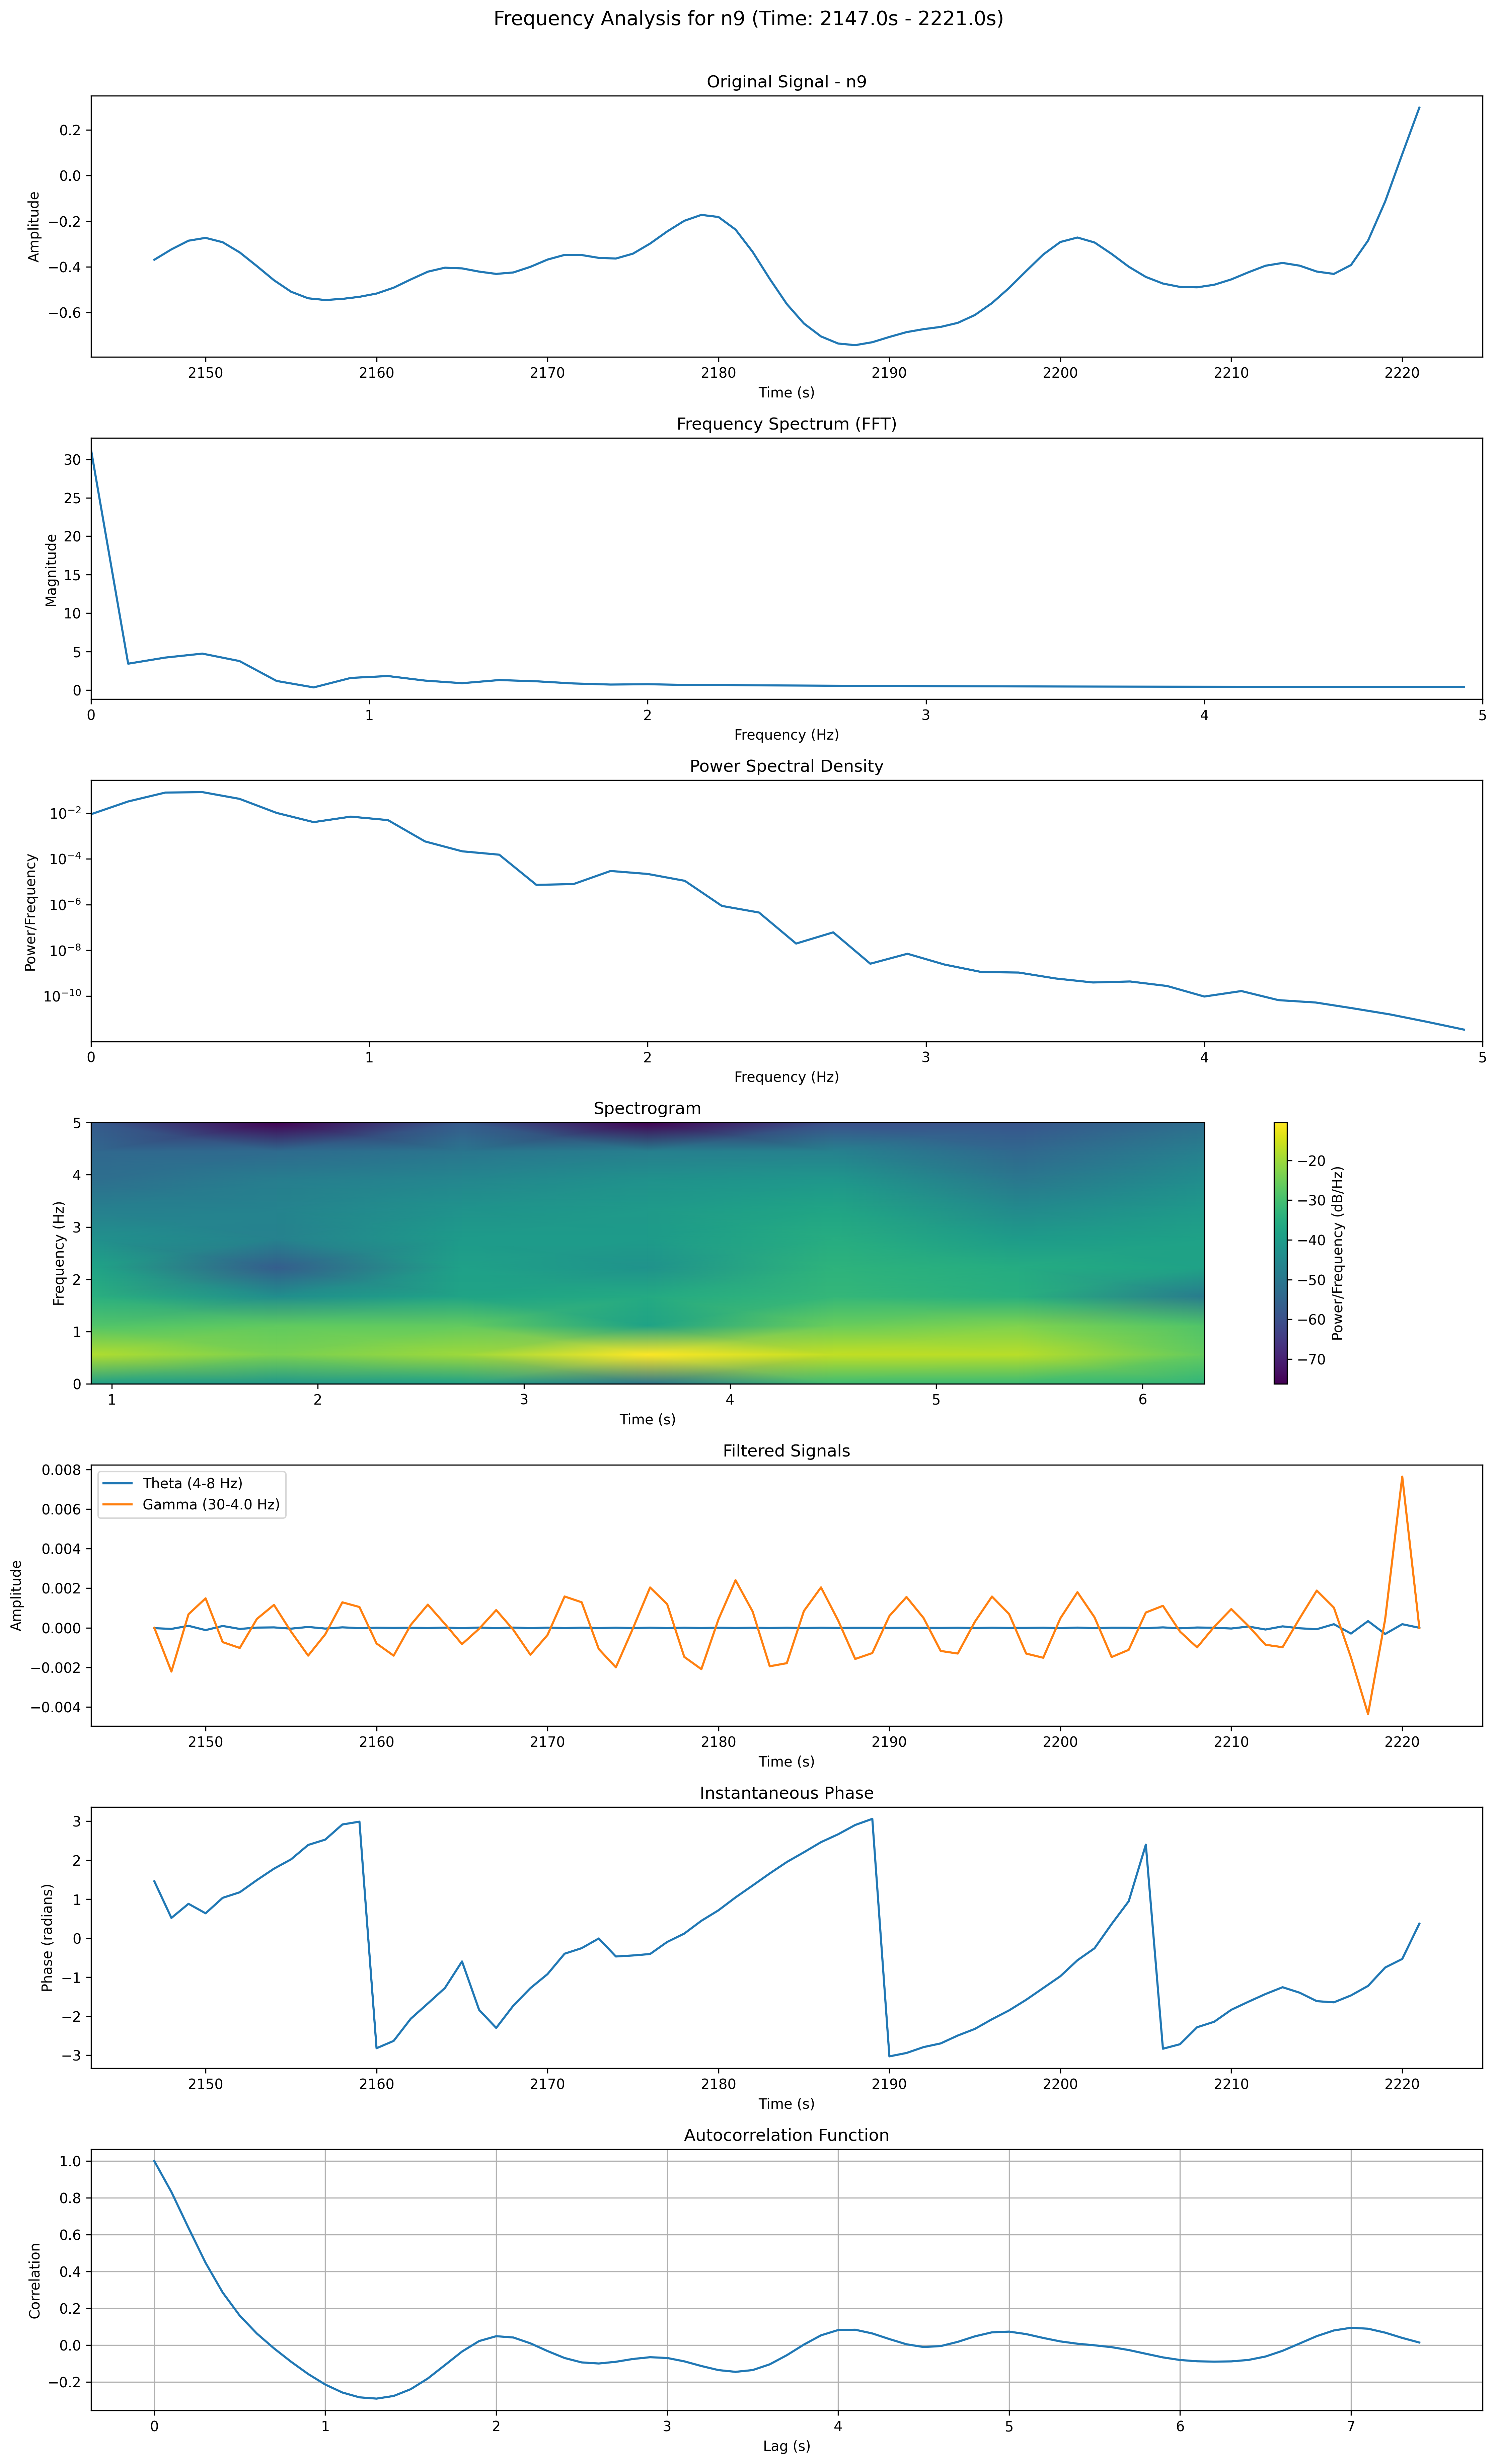 Frequency Analysis for n9 (Time: 2147.0s - 2221.0s)
Original Signal - n9
Amplitude
0.2
0.0
−0.2
−0.4
−0.6
2150 2160 2170 2180 2190 2200 2210 2220
Time (s)
Frequency Spectrum (FFT)
Magnitude
30
25
20
15
10
5
0
0 1 2 3 4 5
Frequency (Hz)
Power Spectral Density
Power/Frequency
10⁻²
10⁻⁴
10⁻⁶
10⁻⁸
10⁻¹⁰
0 1 2 3 4 5
Frequency (Hz)
Spectrogram
Frequency (Hz)
5
4
3
2
1
0
1 2 3 4 5 6
Time (s)
−20
−30
−40
−50
−60
−70
Power/Frequency (dB/Hz)
Filtered Signals
Theta (4-8 Hz)
Gamma (30-4.0 Hz)
Amplitude
0.008
0.006
0.004
0.002
0.000
−0.002
−0.004
2150 2160 2170 2180 2190 2200 2210 2220
Time (s)
Instantaneous Phase
Phase (radians)
3
2
1
0
−1
−2
−3
2150 2160 2170 2180 2190 2200 2210 2220
Time (s)
Autocorrelation Function
Correlation
1.0
0.8
0.6
0.4
0.2
0.0
−0.2
0 1 2 3 4 5 6 7
Lag (s)